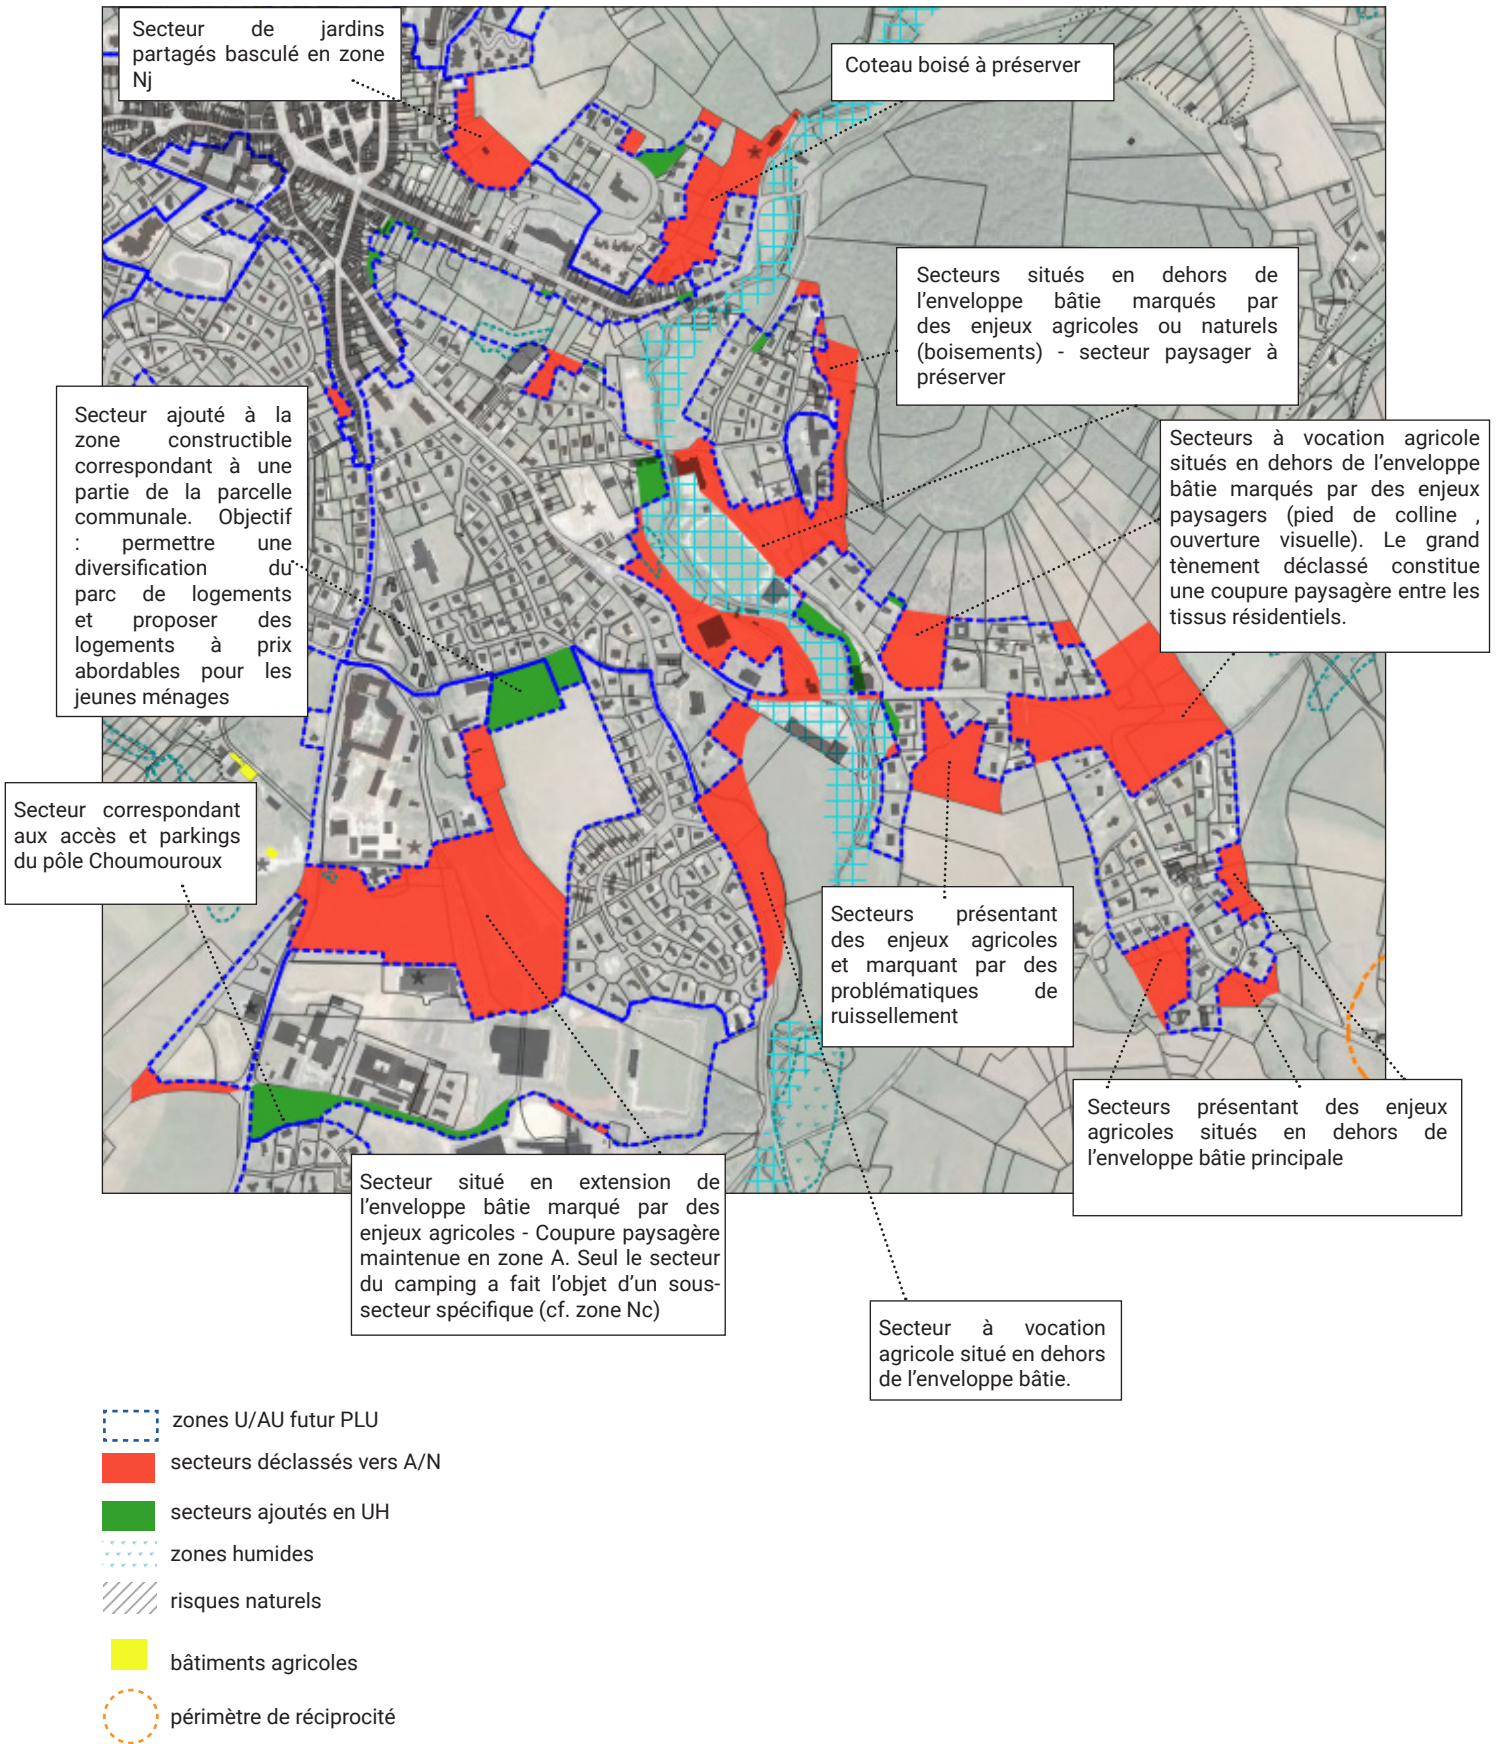 Secteur de jardins
partagés basculé en zone
Nj
Coteau boisé à préserver
Secteurs situés en dehors de
l'enveloppe bâtie marqués par
des enjeux agricoles ou naturels
(boisements) - secteur paysager à
préserver
Secteur ajouté à la
zone constructible
correspondant à une
partie de la parcelle
communale. Objectif
: permettre une
diversification du
parc de logements
et proposer des
logements à prix
abordables pour les
jeunes ménages
Secteurs à vocation agricole
situés en dehors de l'enveloppe
bâtie marqués par des enjeux
paysagers (pied de colline ,
ouverture visuelle). Le grand
tènement déclassé constitue
une coupure paysagère entre les
tissus résidentiels.
Secteur correspondant
aux accès et parkings
du pôle Choumouroux
Secteurs présentant
des enjeux agricoles
et marquant par des
problématiques de
ruissellement
Secteurs présentant des enjeux
agricoles situés en dehors de
l'enveloppe bâtie principale
Secteur situé en extension de
l'enveloppe bâtie marqué par des
enjeux agricoles - Coupure paysagère
maintenue en zone A. Seul le secteur
du camping a fait l'objet d'un sous-
secteur spécifique (cf. zone Nc)
Secteur à vocation
agricole situé en dehors
de l'enveloppe bâtie.
zones U/AU futur PLU
secteurs déclassés vers A/N
secteurs ajoutés en UH
zones humides
risques naturels
bâtiments agricoles
périmètre de réciprocité